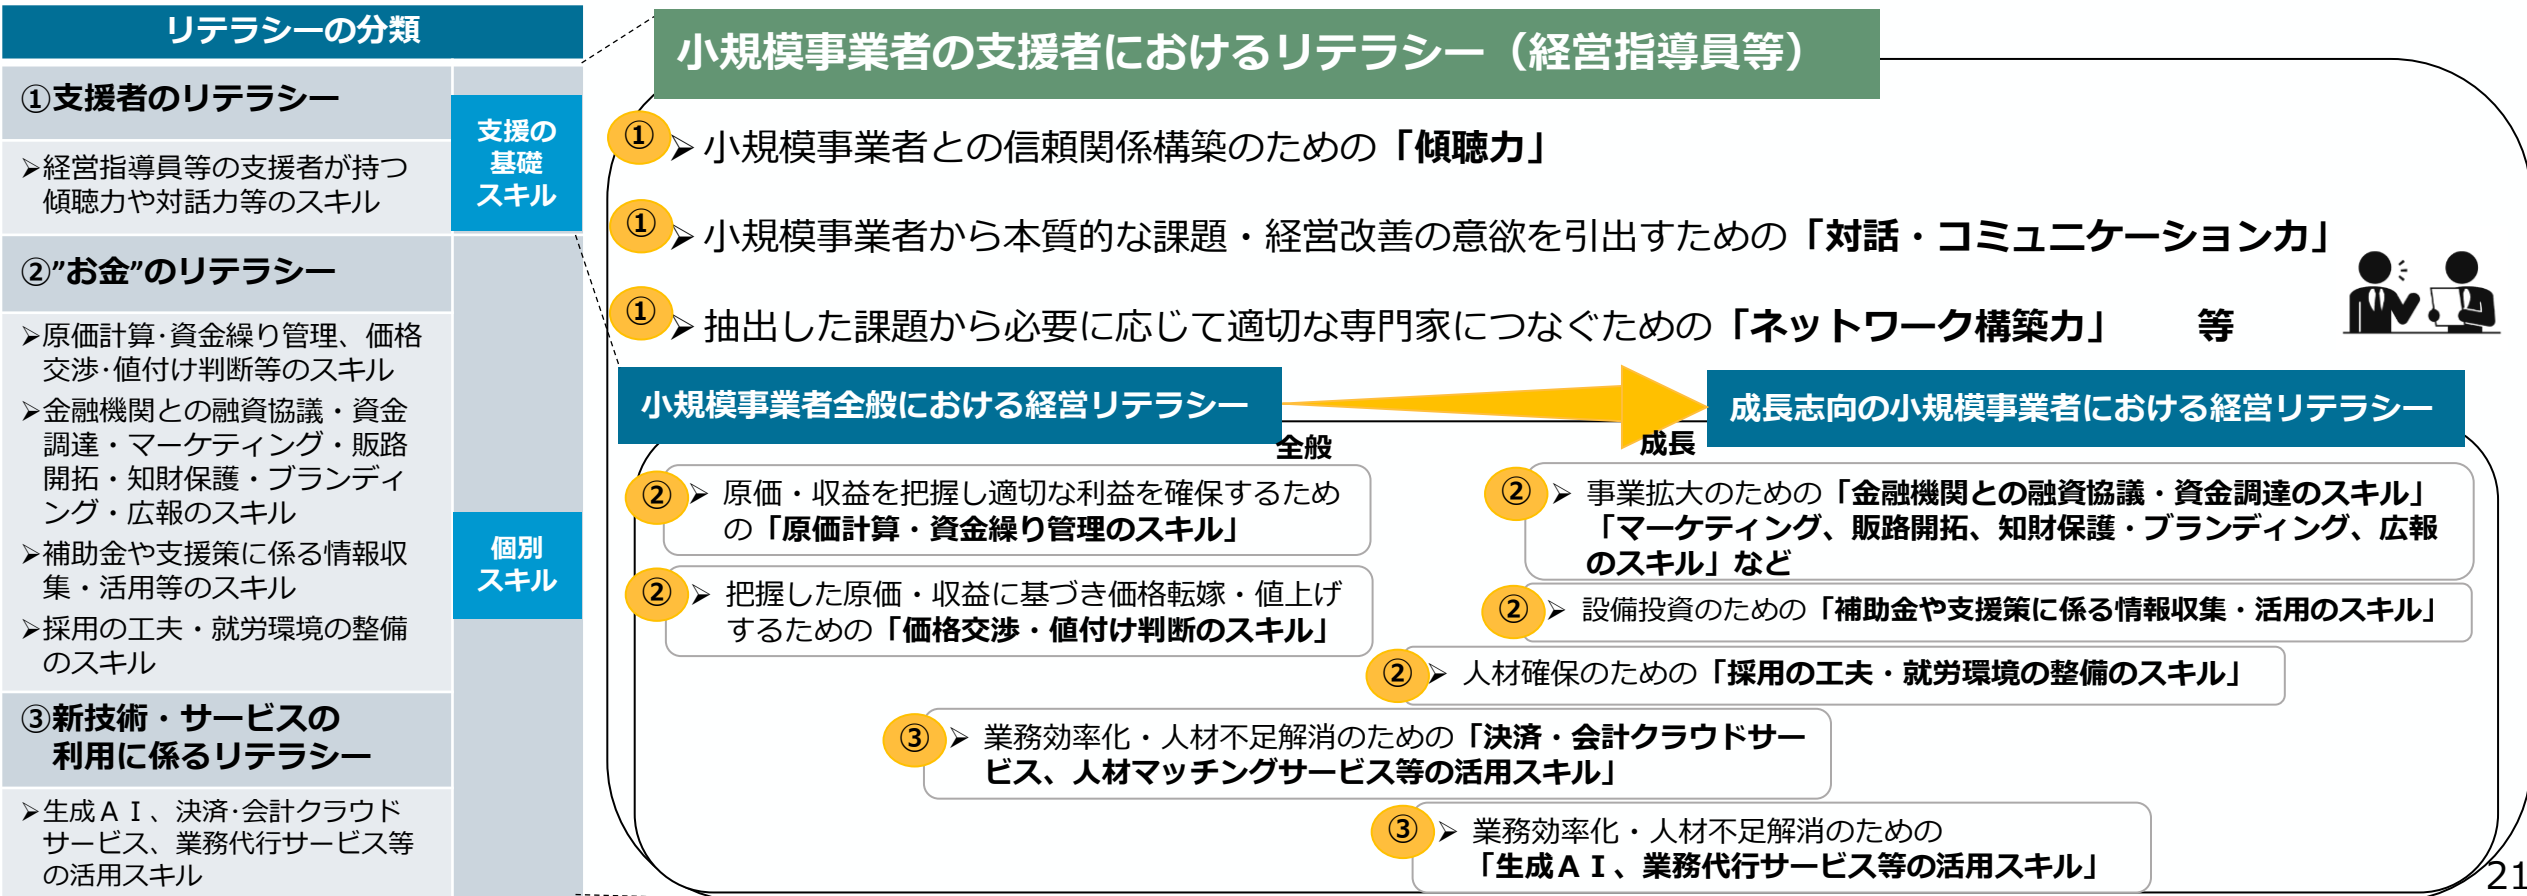 リテラシーの分類
①支援者のリテラシー
➢経営指導員等の支援者が持つ
傾聴力や対話力等のスキル
支援の
基礎
スキル
②”お金”のリテラシー
➢原価計算･資金繰り管理、価格
交渉･値付け判断等のスキル
➢金融機関との融資協議・資金
調達・マーケティング・販路
開拓・知財保護・ブランディ
ング・広報のスキル
➢補助金や支援策に係る情報収
集・活用等のスキル
➢採用の工夫・就労環境の整備
のスキル
個別
スキル
③新技術・サービスの
利用に係るリテラシー
➢生成ＡＩ、決済･会計クラウド
サービス、業務代行サービス等
の活用スキル
小規模事業者の支援者におけるリテラシー（経営指導員等）
① ➢ 小規模事業者との信頼関係構築のための「傾聴力」
① ➢ 小規模事業者から本質的な課題・経営改善の意欲を引出すための「対話・コミュニケーション力」
① ➢ 抽出した課題から必要に応じて適切な専門家につなぐための「ネットワーク構築力」　　等
小規模事業者全般における経営リテラシー
成長志向の小規模事業者における経営リテラシー
全般
成長
② ➢ 原価・収益を把握し適切な利益を確保するため
の「原価計算・資金繰り管理のスキル」
② ➢ 把握した原価・収益に基づき価格転嫁・値上げ
するための「価格交渉・値付け判断のスキル」
② ➢ 事業拡大のための「金融機関との融資協議・資金調達のスキル」
「マーケティング、販路開拓、知財保護・ブランディング、広報
のスキル」など
② ➢ 設備投資のための「補助金や支援策に係る情報収集・活用のスキル」
② ➢ 人材確保のための「採用の工夫・就労環境の整備のスキル」
③ ➢ 業務効率化・人材不足解消のための「決済・会計クラウドサー
ビス、人材マッチングサービス等の活用スキル」
③ ➢ 業務効率化・人材不足解消のための
「生成ＡＩ、業務代行サービス等の活用スキル」
21